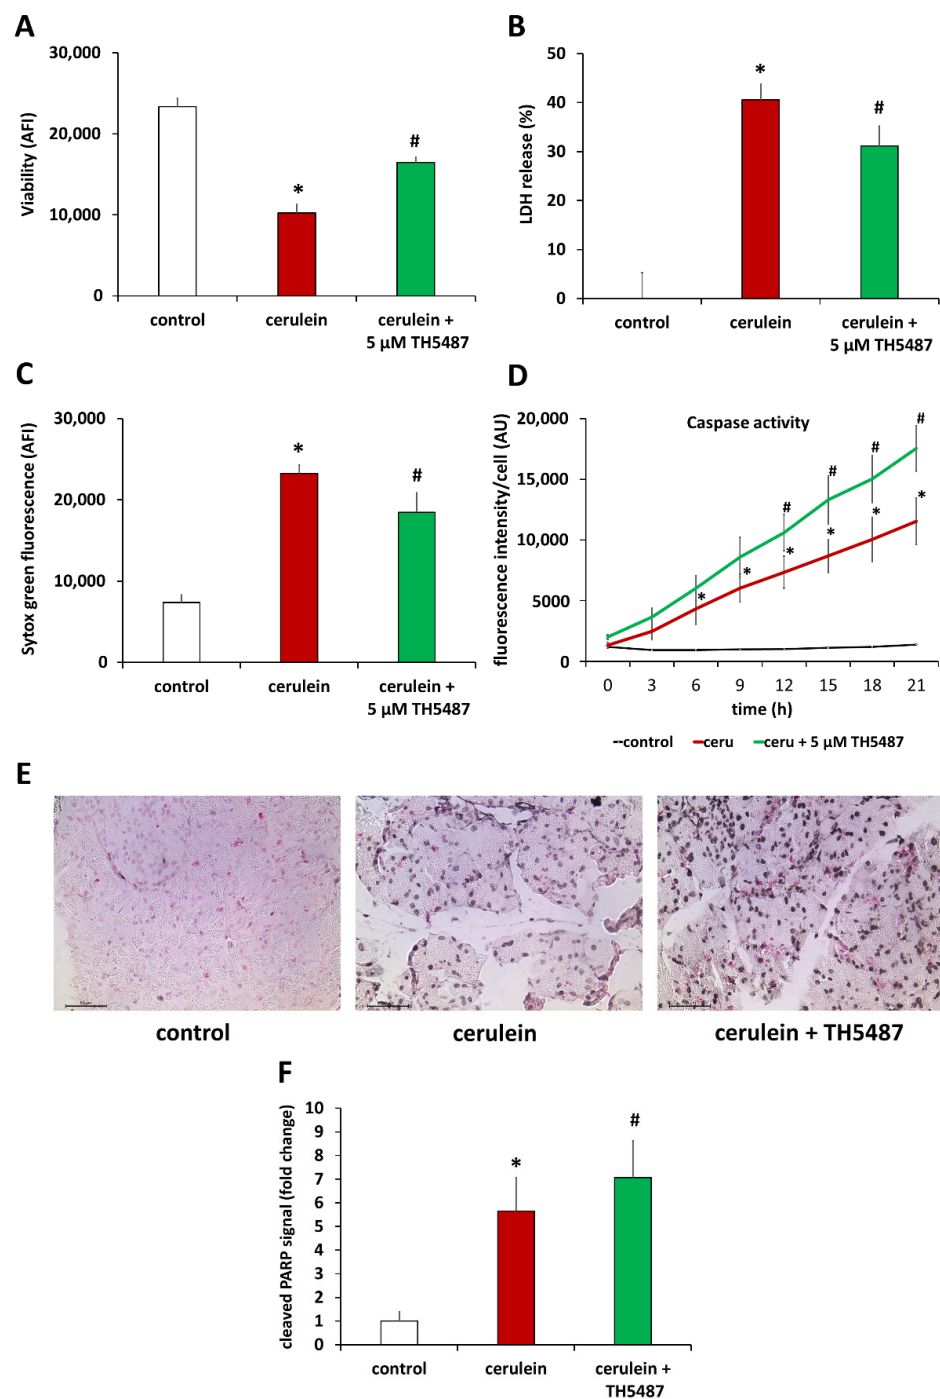 A
Viability (AFI)
30,000
20,000
10,000
0
*
#
control
cerulein
cerulein +
5 µM TH5487
B
LDH release (%)
50
40
30
20
10
0
*
#
control
cerulein
cerulein +
5 µM TH5487
C
Sytox green fluorescence (AFI)
30,000
20,000
10,000
0
*
#
control
cerulein
cerulein +
5 µM TH5487
D
fluorescence intensity/cell (AU)
Caspase activity
20,000
15,000
10,000
5000
0
# # # #
* * * * * *
0 3 6 9 12 15 18 21
time (h)
control ceru ceru + 5 µM TH5487
E
control
cerulein
cerulein + TH5487
F
cleaved PARP signal (fold change)
10
9
8
7
6
5
4
3
2
1
0
*
#
control
cerulein
cerulein +
TH5487